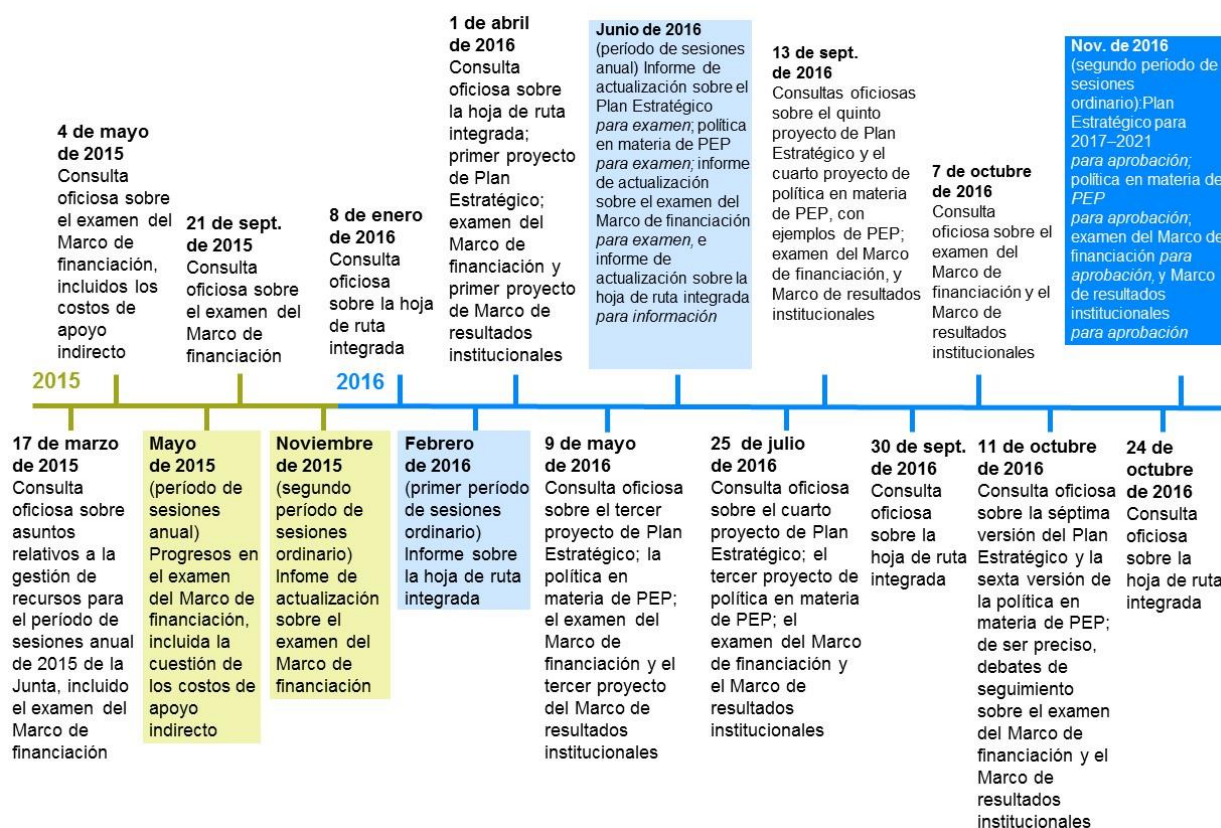 4 de mayo
de 2015
Consulta
oficiosa sobre
el examen del
Marco de
financiación,
incluidos los
costos de
apoyo
indirecto
21 de sept.
de 2015
Consulta
oficiosa sobre
el examen del
Marco de
financiación
8 de enero
de 2016
Consulta
oficiosa
sobre la hoja
de ruta
integrada
1 de abril
de 2016
Consulta
oficiosa sobre
la hoja de ruta
integrada;
primer proyecto
de Plan
Estratégico;
examen del
Marco de
financiación y
primer proyecto
de Marco de
resultados
institucionales
Junio de 2016
(período de sesiones
anual) Informe de
actualización sobre el
Plan Estratégico
para examen; política
en materia de PEP
para examen; informe
de actualización
sobre el examen del
Marco de financiación
para examen, e
informe de
actualización sobre la
hoja de ruta integrada
para información
13 de sept.
de 2016
Consultas oficiosas
sobre el quinto
proyecto de Plan
Estratégico y el
cuarto proyecto de
política en materia
de PEP, con
ejemplos de PEP;
examen del Marco
de financiación, y
Marco de resultados
institucionales
7 de octubre
de 2016
Consulta
oficiosa sobre el
examen del
Marco de
financiación y el
Marco de
resultados
institucionales
Nov. de 2016
(segundo período de
sesiones
ordinario):Plan
Estratégico para
2017–2021
para aprobación;
política en materia de
PEP
para aprobación;
examen del Marco de
financiación para
aprobación, y Marco
de resultados
institucionales
para aprobación
2015
2016
17 de marzo
de 2015
Consulta
oficiosa sobre
asuntos
relativos a la
gestión de
recursos para
el período de
sesiones anual
de 2015 de la
Junta, incluido
el examen del
Marco de
financiación
Mayo
de 2015
(período de
sesiones
anual)
Progresos en
el examen
del Marco de
financiación,
incluida la
cuestión de
los costos de
apoyo
indirecto
Noviembre
de 2015
(segundo
período de
sesiones
ordinario)
Infome de
actualización
sobre el
examen del
Marco de
financiación
Febrero
de 2016
(primer período
de sesiones
ordinario)
Informe sobre
la hoja de ruta
integrada
9 de mayo
de 2016
Consulta oficiosa
sobre el tercer
proyecto de Plan
Estratégico; la
política en
materia de PEP;
el examen del
Marco de
financiación y el
tercer proyecto
del Marco de
resultados
institucionales
25 de julio
de 2016
Consulta oficiosa
sobre el cuarto
proyecto de Plan
Estratégico; el
tercer proyecto de
política en materia
de PEP; el
examen del Marco
de financiación y
el Marco de
resultados
institucionales
30 de sept.
de 2016
Consulta
oficiosa
sobre la
hoja de ruta
integrada
11 de octubre
de 2016
Consulta oficiosa
sobre la séptima
versión del Plan
Estratégico y la
sexta versión de
la política en
materia de PEP;
de ser preciso,
debates de
seguimiento
sobre el examen
del Marco de
financiación y el
Marco de
resultados
institucionales
24 de
octubre
de 2016
Consulta
oficiosa
sobre la
hoja de ruta
integrada